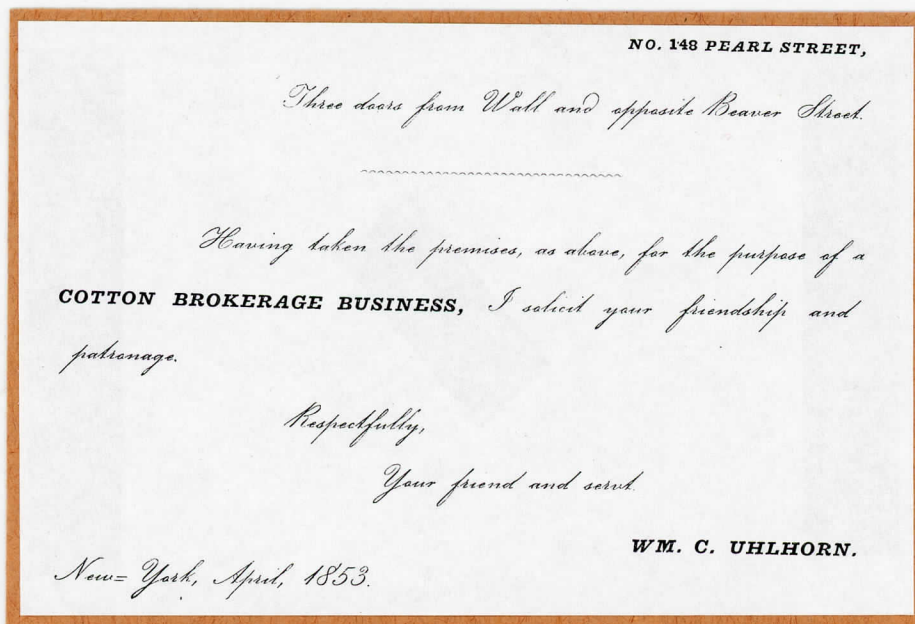 NO. 148 PEARL STREET,
Three doors from Wall and opposite Beaver Street.
Having taken the premises, as above, for the purpose of a
COTTON BROKERAGE BUSINESS, I solicit your friendship and
patronage.
Respectfully,
Your friend and servt.
WM. C. UHLHORN.
New=York, April, 1853.